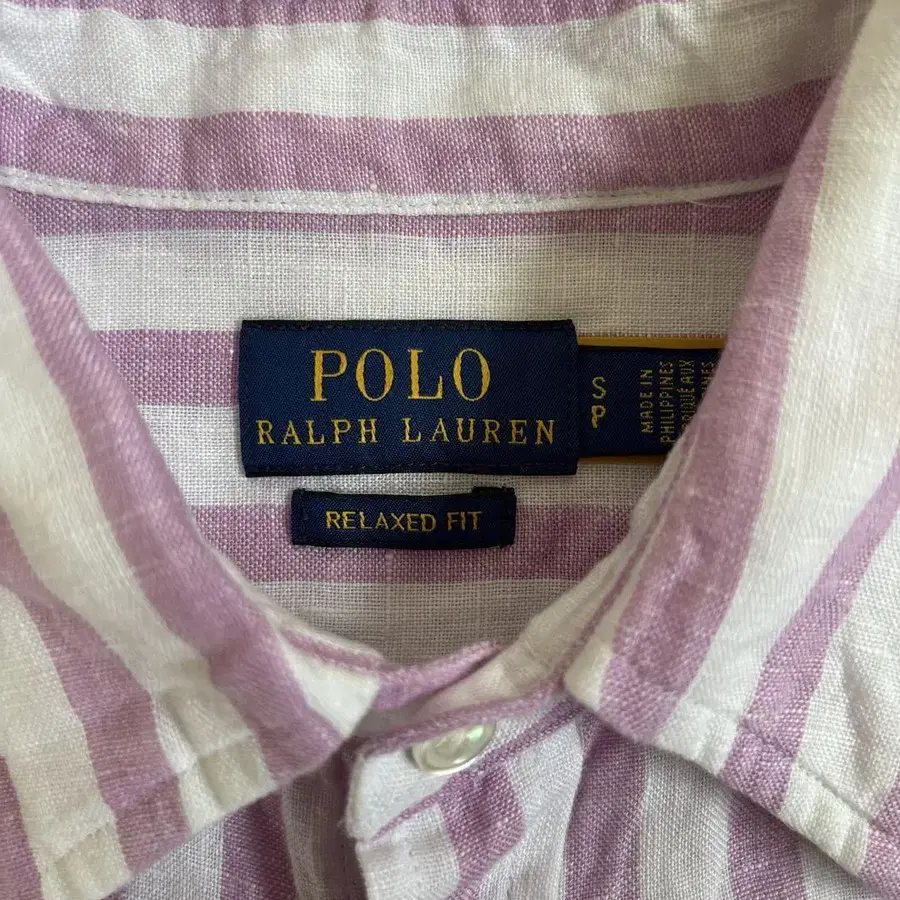 POLO
RALPH LAUREN
S
P
MADE IN
PHILIPPINES
RELAXED FIT